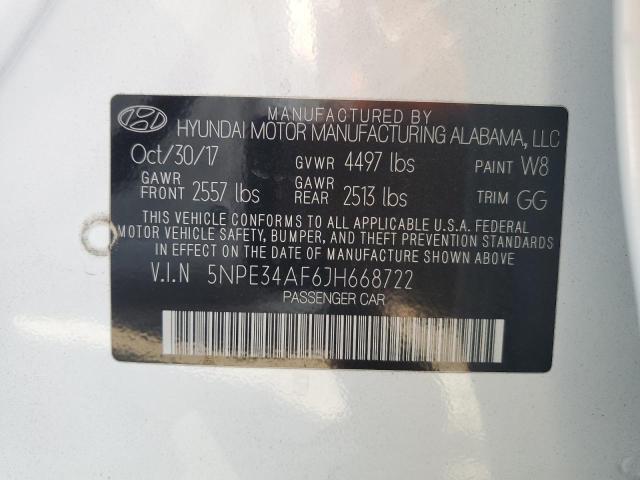 MANUFACTURED BY
HYUNDAI MOTOR MANUFACTURING ALABAMA, LLC
Oct/30/17 GVWR 4497 lbs PAINT W8
GAWR FRONT 2557 lbs GAWR REAR 2513 lbs TRIM GG
THIS VEHICLE CONFORMS TO ALL APPLICABLE U.S.A. FEDERAL
MOTOR VEHICLE SAFETY, BUMPER, AND THEFT PREVENTION STANDARDS
IN EFFECT ON THE DATE OF MANUFACTURE SHOWN ABOVE.
V.I.N 5NPE34AF6JH668722
PASSENGER CAR